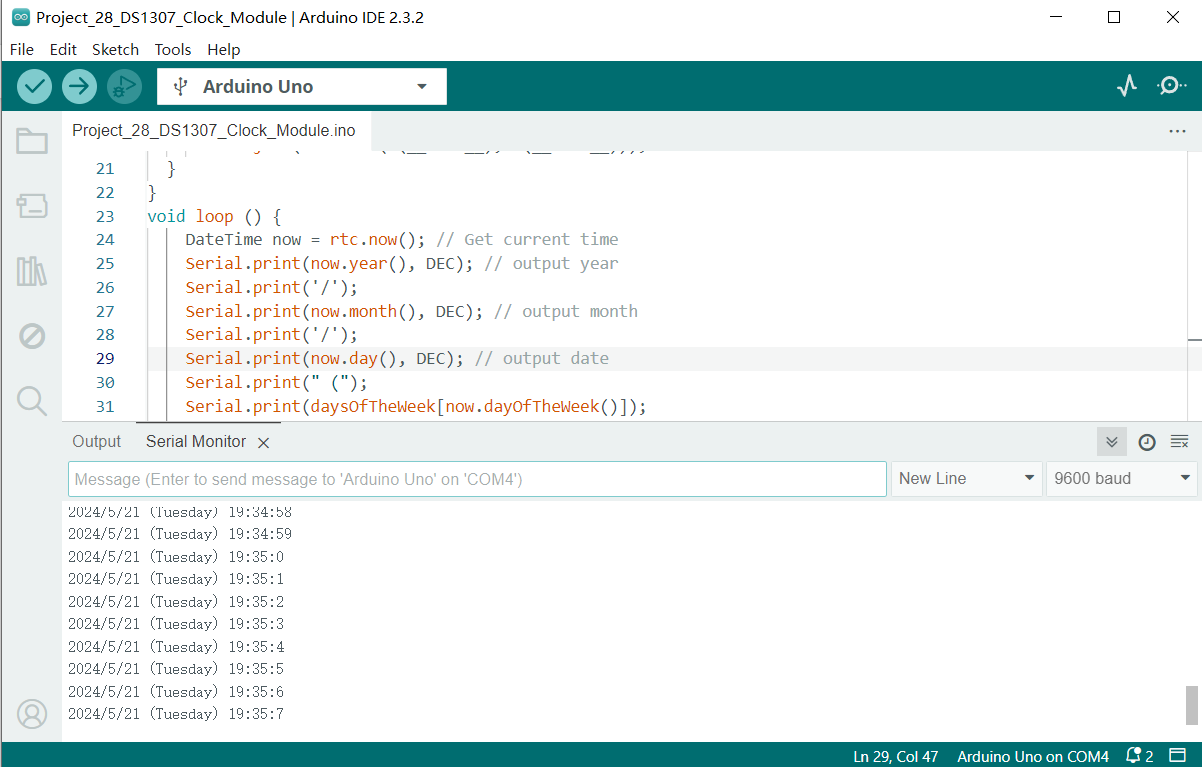 Project_28_DS1307_Clock_Module | Arduino IDE 2.3.2
File Edit Sketch Tools Help
Arduino Uno
Project_28_DS1307_Clock_Module.ino
21 }
22 }
23 void loop () {
24 DateTime now = rtc.now(); // Get current time
25 Serial.print(now.year(), DEC); // output year
26 Serial.print('/');
27 Serial.print(now.month(), DEC); // output month
28 Serial.print('/');
29 Serial.print(now.day(), DEC); // output date
30 Serial.print(" (");
31 Serial.print(daysOfTheWeek[now.dayOfTheWeek()]);
Output Serial Monitor
Message (Enter to send message to 'Arduino Uno' on 'COM4')
New Line
9600 baud
2024/5/21 (Tuesday) 19:34:58
2024/5/21 (Tuesday) 19:34:59
2024/5/21 (Tuesday) 19:35:0
2024/5/21 (Tuesday) 19:35:1
2024/5/21 (Tuesday) 19:35:2
2024/5/21 (Tuesday) 19:35:3
2024/5/21 (Tuesday) 19:35:4
2024/5/21 (Tuesday) 19:35:5
2024/5/21 (Tuesday) 19:35:6
2024/5/21 (Tuesday) 19:35:7
Ln 29, Col 47 Arduino Uno on COM4 2